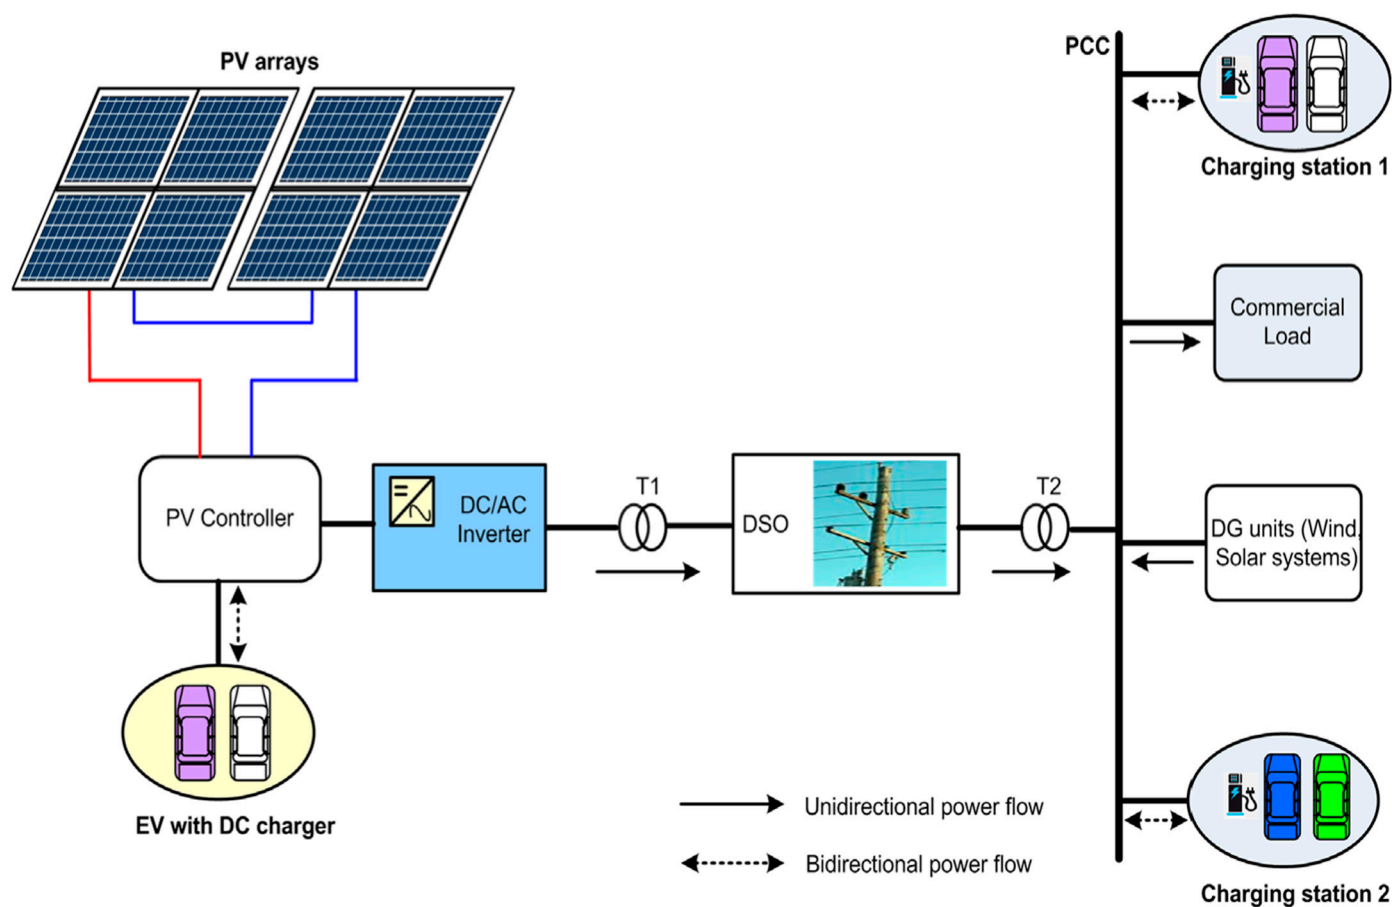 PV arrays
PCC
Charging station 1
Commercial
Load
PV Controller
DC/AC
Inverter
T1
DSO
T2
DG units (Wind,
Solar systems)
EV with DC charger
Unidirectional power flow
Bidirectional power flow
Charging station 2